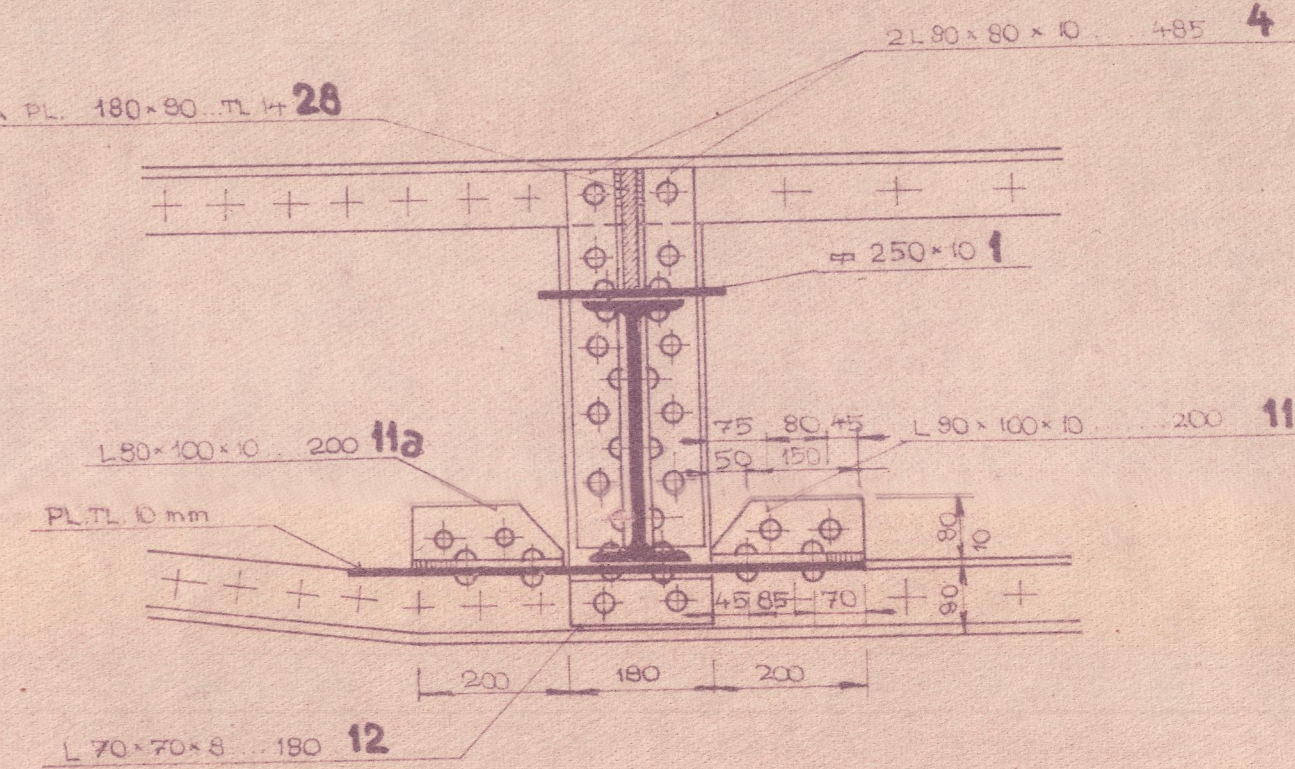 2L 80 × 80 × 10 .... 485 4
PL. 180×90..TL 14 28
250×10 1
75 80 45
L 80×100×10 .. 200 11a
L 90 × 100×10 ..... 200 11
50 150
PL.TL. 10 mm
80
10
45 85 70
90
200 180 200
L 70×70×8 ... 180 12